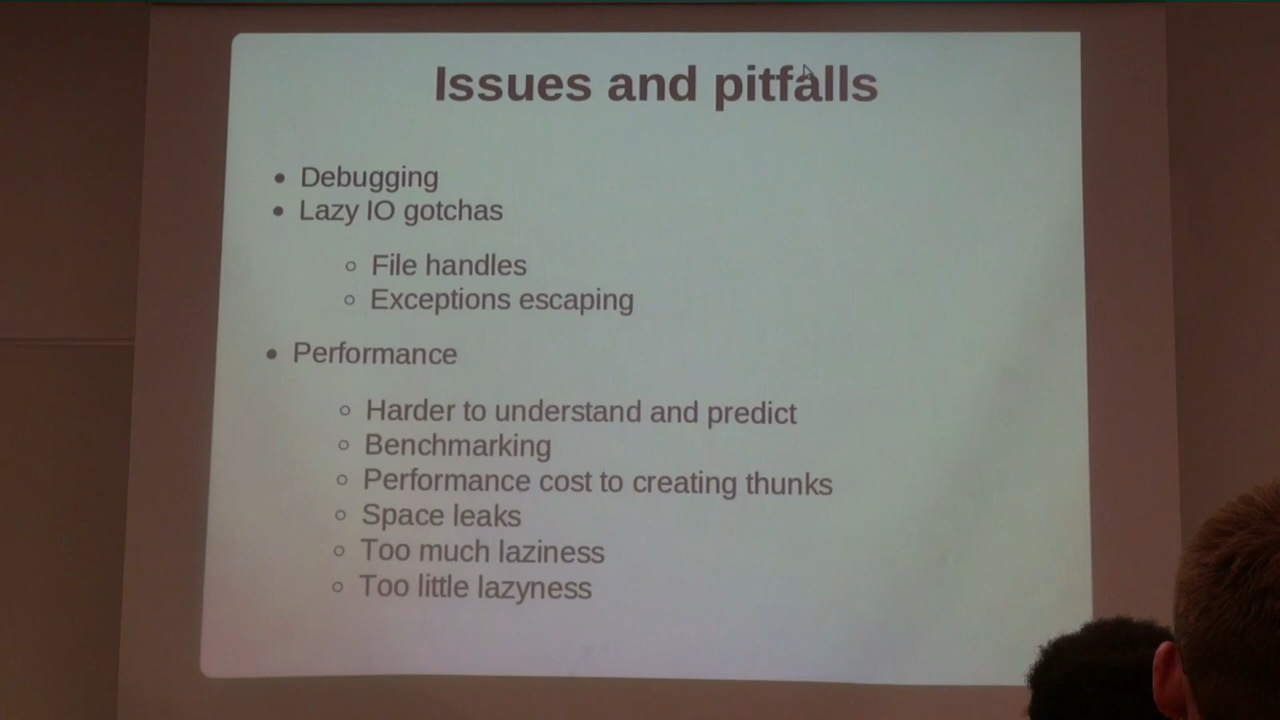 Issues and pitfalls
• Debugging
• Lazy IO gotchas
○ File handles
○ Exceptions escaping
• Performance
○ Harder to understand and predict
○ Benchmarking
○ Performance cost to creating thunks
○ Space leaks
○ Too much laziness
○ Too little lazyness